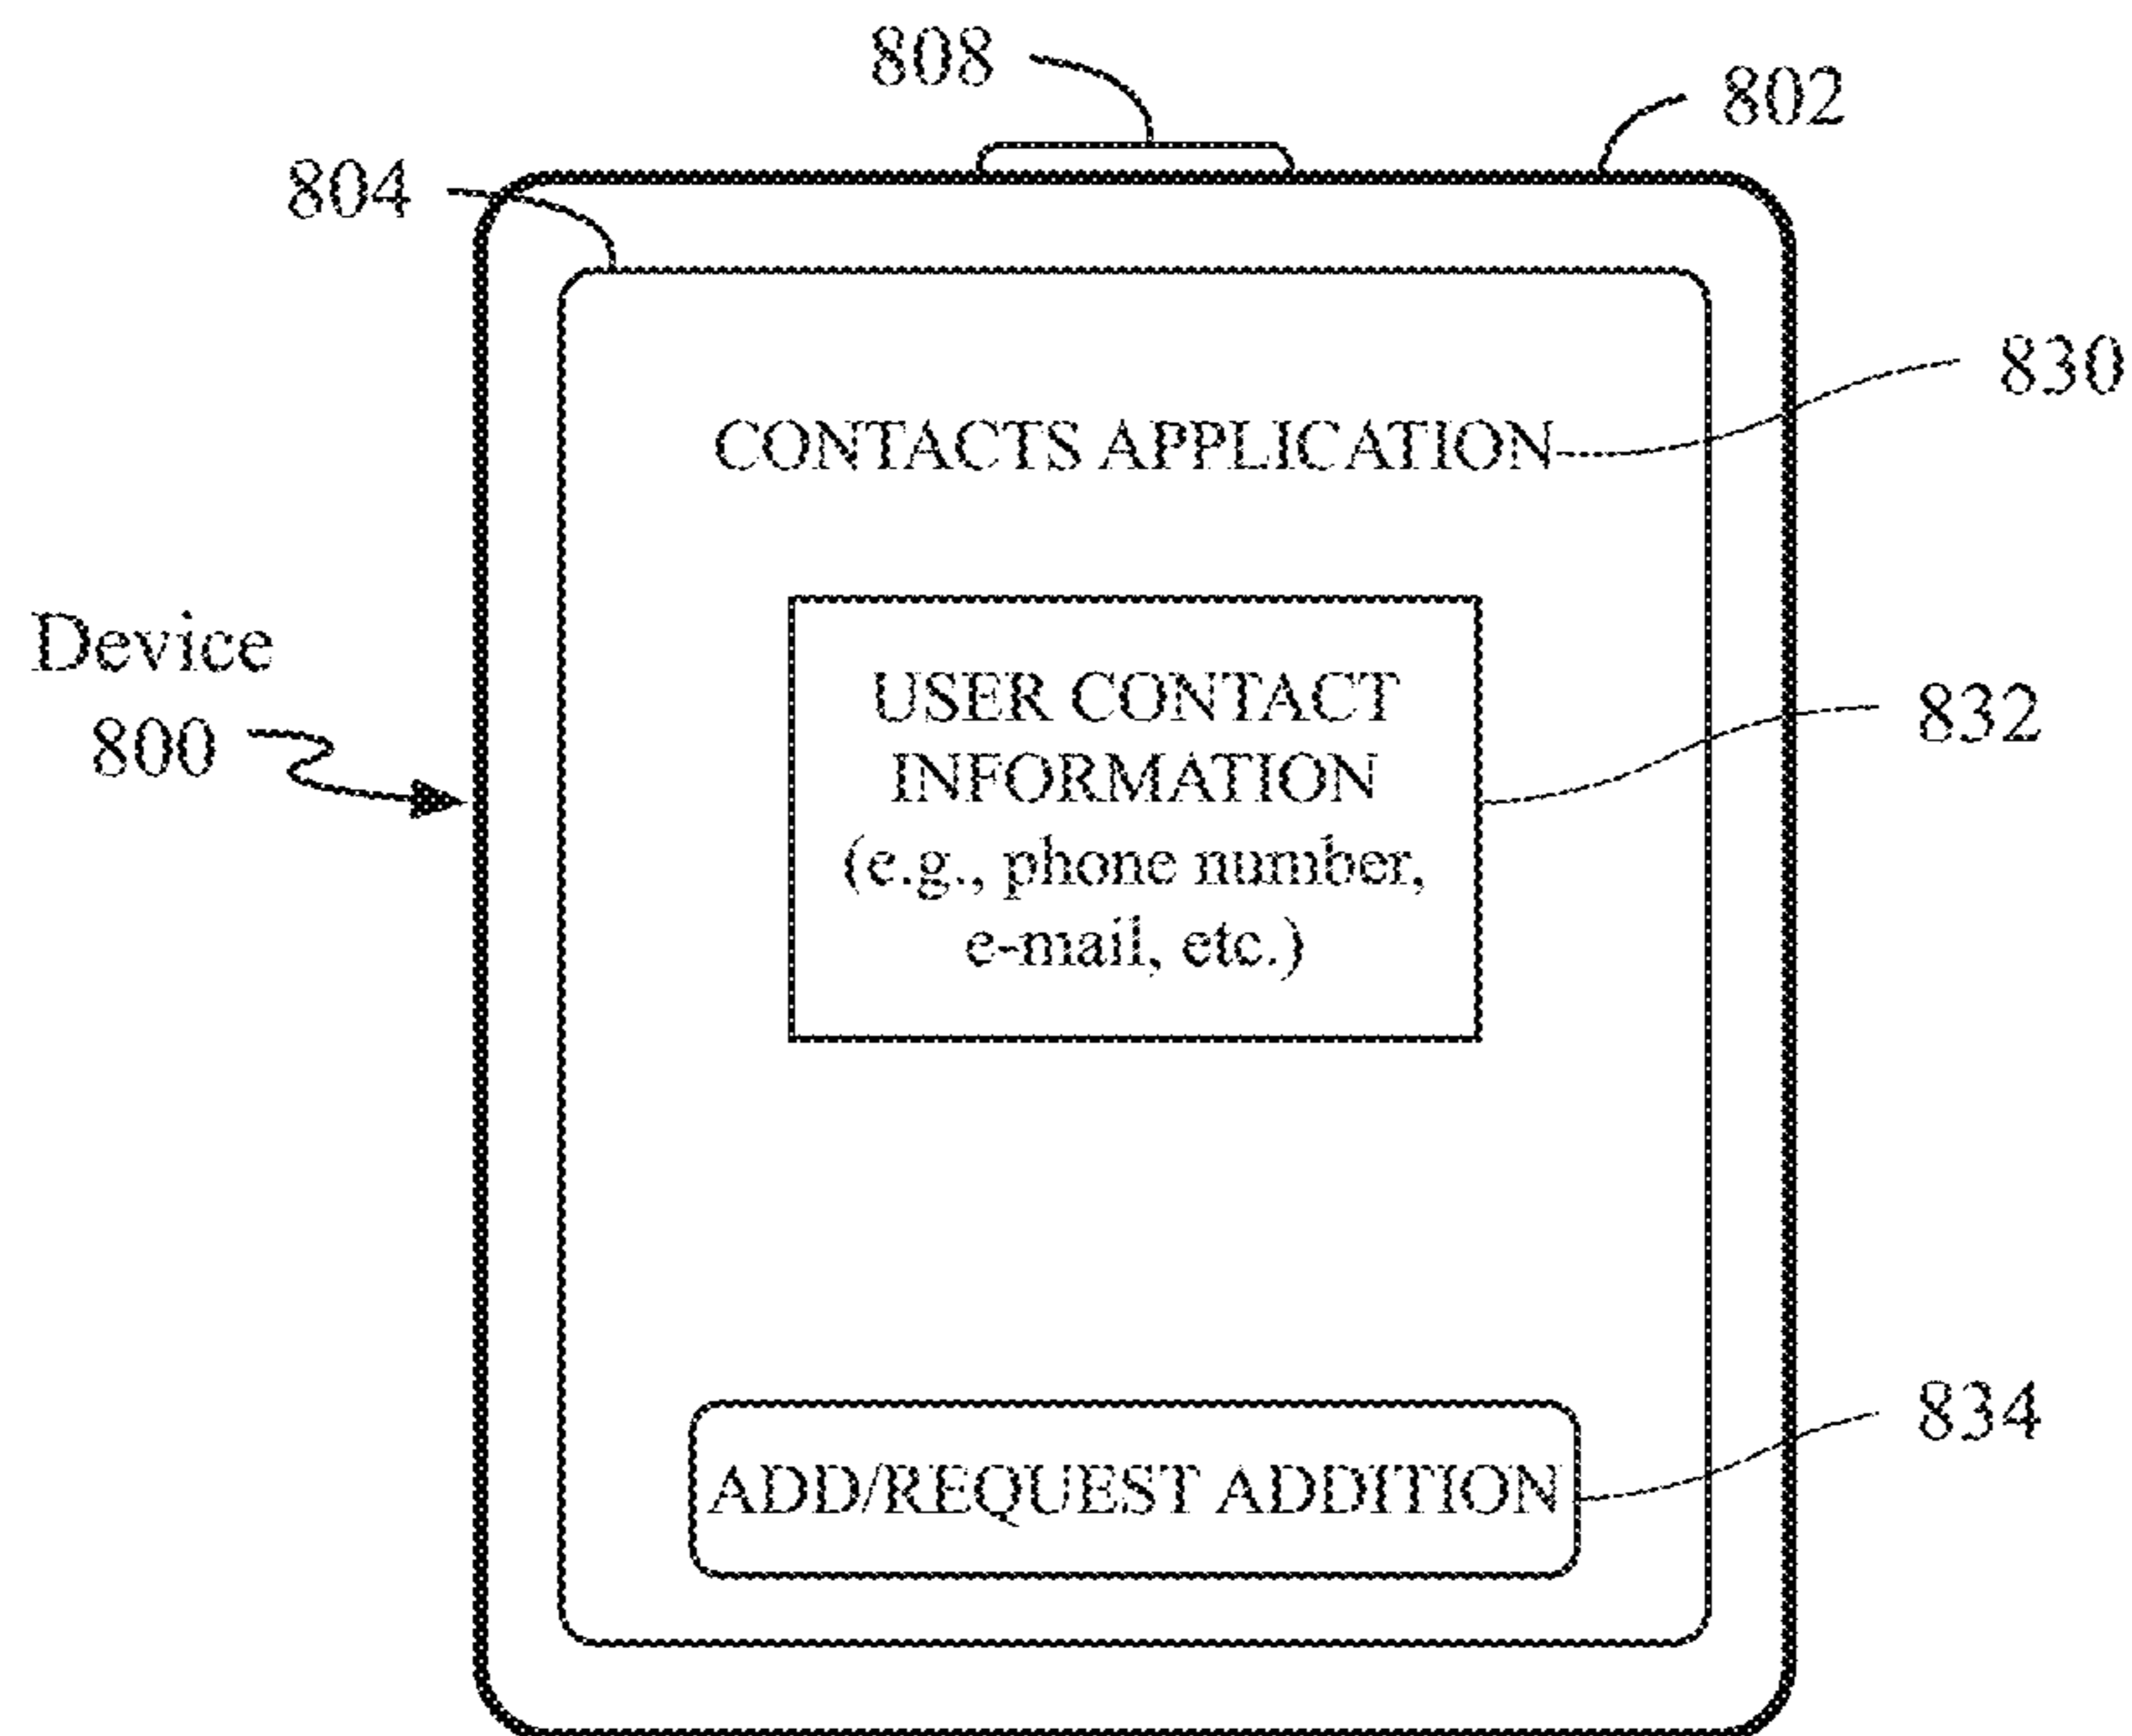 808
802
804
830
CONTACTS APPLICATION
Device
800
USER CONTACT
INFORMATION
(e.g., phone number,
e-mail, etc.)
832
834
ADD/REQUEST ADDITION